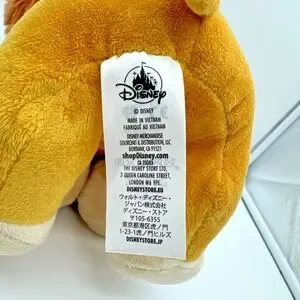 Disney
© DISNEY
MADE IN VIETNAM
FABRIQUÉ AU VIETNAM
DISNEY MERCHANDISE
SOURCING & DISTRIBUTION, LLC
BURBANK, CA 91521
shopDisney.com
CA 35083
THE DISNEY STORE LTD.
3 QUEEN CAROLINE STREET,
LONDON W6 9PE
DISNEYSTORE.EU
ウォルト・ディズニー・
ジャパン株式会社
ディズニー・ストア
〒105-6355
東京都港区虎ノ門
1-23-1虎ノ門ヒルズ
DISNEYSTORE.JP